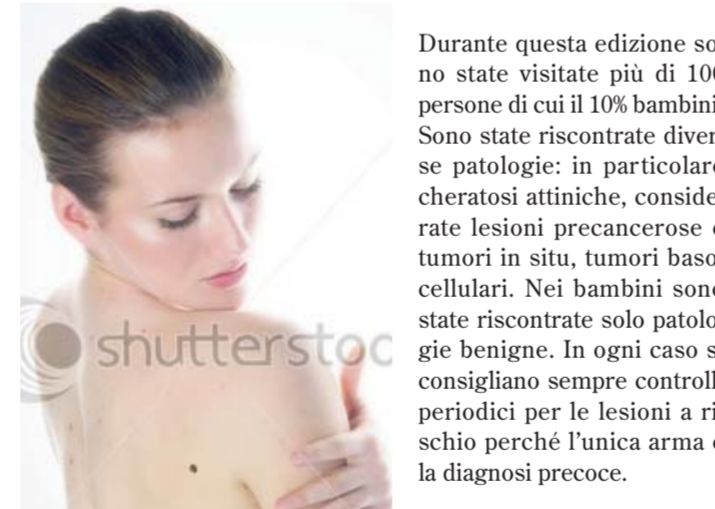 shutterstoc
Durante questa edizione so
no state visitate più di 100
persone di cui il 10% bambini
Sono state riscontrate diver
se patologie: in particolare
cheratosi attiniche, conside
rate lesioni precancerose
tumori in situ, tumori baso
cellulari. Nei bambini sono
state riscontrate solo patolo
gie benigne. In ogni caso s
consigliano sempre controll
periodici per le lesioni a ri
schio perché l'unica arma
la diagnosi precoce.